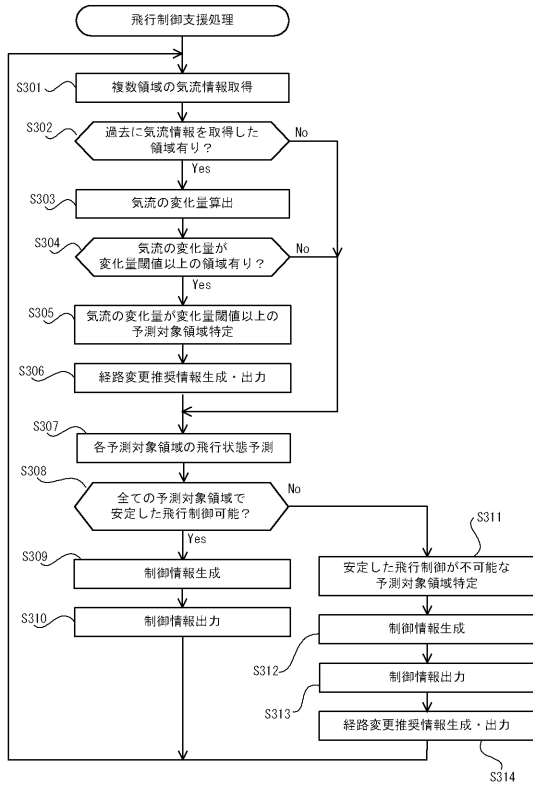 飛行制御支援処理
S301
複数領域の気流情報取得
S302
過去に気流情報を取得した
領域有り？
No
Yes
S303
気流の変化量算出
S304
気流の変化量が
変化量閾値以上の領域有り？
No
Yes
S305
気流の変化量が変化量閾値以上の
予測対象領域特定
S306
経路変更推奨情報生成・出力
S307
各予測対象領域の飛行状態予測
S308
全ての予測対象領域で
安定した飛行制御可能？
No
Yes
S309
制御情報生成
S310
制御情報出力
S311
安定した飛行制御が不可能な
予測対象領域特定
S312
制御情報生成
S313
制御情報出力
S314
経路変更推奨情報生成・出力